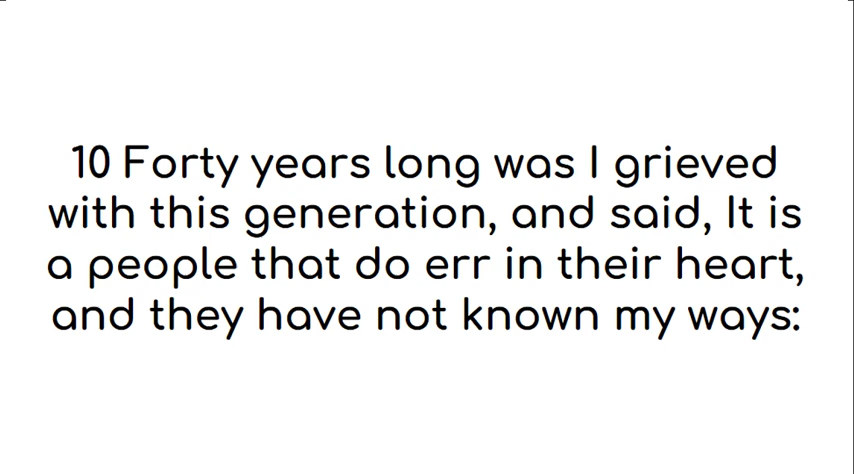 10 Forty years long was I grieved
with this generation, and said, It is
a people that do err in their heart,
and they have not known my ways: